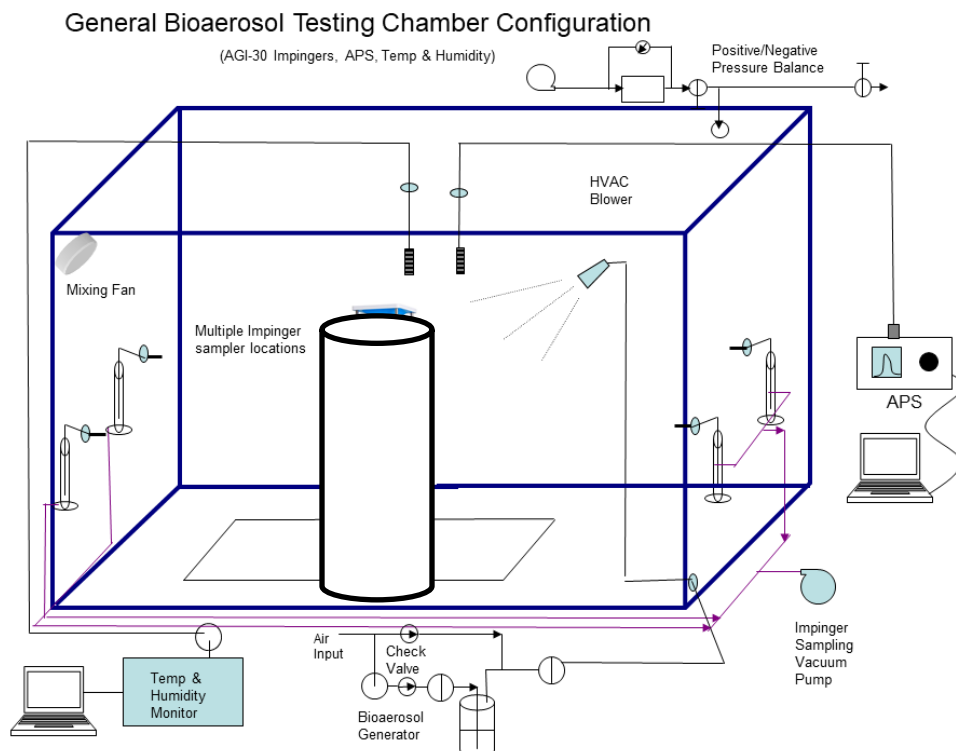 General Bioaerosol Testing Chamber Configuration
(AGI-30 Impingers, APS, Temp & Humidity)
Positive/Negative
Pressure Balance
HVAC
Blower
Mixing Fan
Multiple Impinger
sampler locations
APS
Air
Input
Check
Valve
Impinger
Sampling
Vacuum
Pump
Temp &
Humidity
Monitor
Bioaerosol
Generator